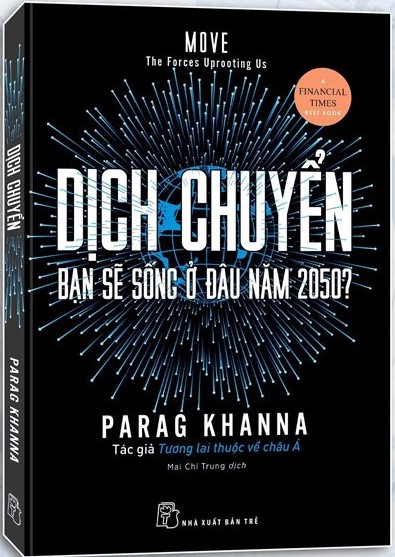 MOVE
The Forces Uprooting Us
A
FINANCIAL
TIMES
BEST BOOK
DỊCH CHUYỂN
BẠN SẼ SỐNG Ở ĐÂU NĂM 2050?
PARAG KHANNA
Tác giả Tương lai thuộc về châu Á
Mai Chí Trung dịch
NHÀ XUẤT BẢN TRẺ
DỊCH CHUYỂN
PARAG KHANNA